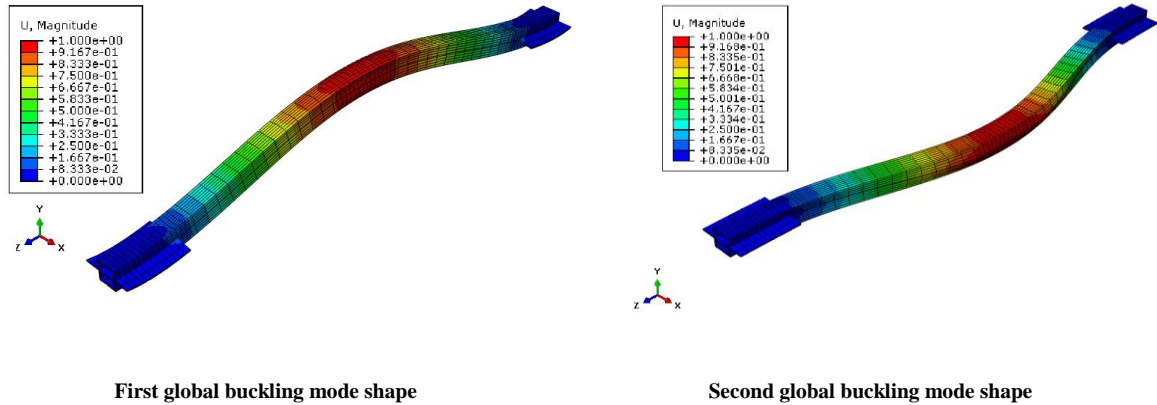 U, Magnitude
+1.000e+00
+9.167e-01
+8.333e-01
+7.500e-01
+6.667e-01
+5.833e-01
+5.000e-01
+4.167e-01
+3.333e-01
+2.500e-01
+1.667e-01
+8.333e-02
+0.000e+00
Y
Z
X
U, Magnitude
+1.000e+00
+9.168e-01
+8.335e-01
+7.501e-01
+6.668e-01
+5.834e-01
+5.001e-01
+4.167e-01
+3.334e-01
+2.500e-01
+1.667e-01
+8.335e-02
+0.000e+00
Y
Z
X
First global buckling mode shape
Second global buckling mode shape